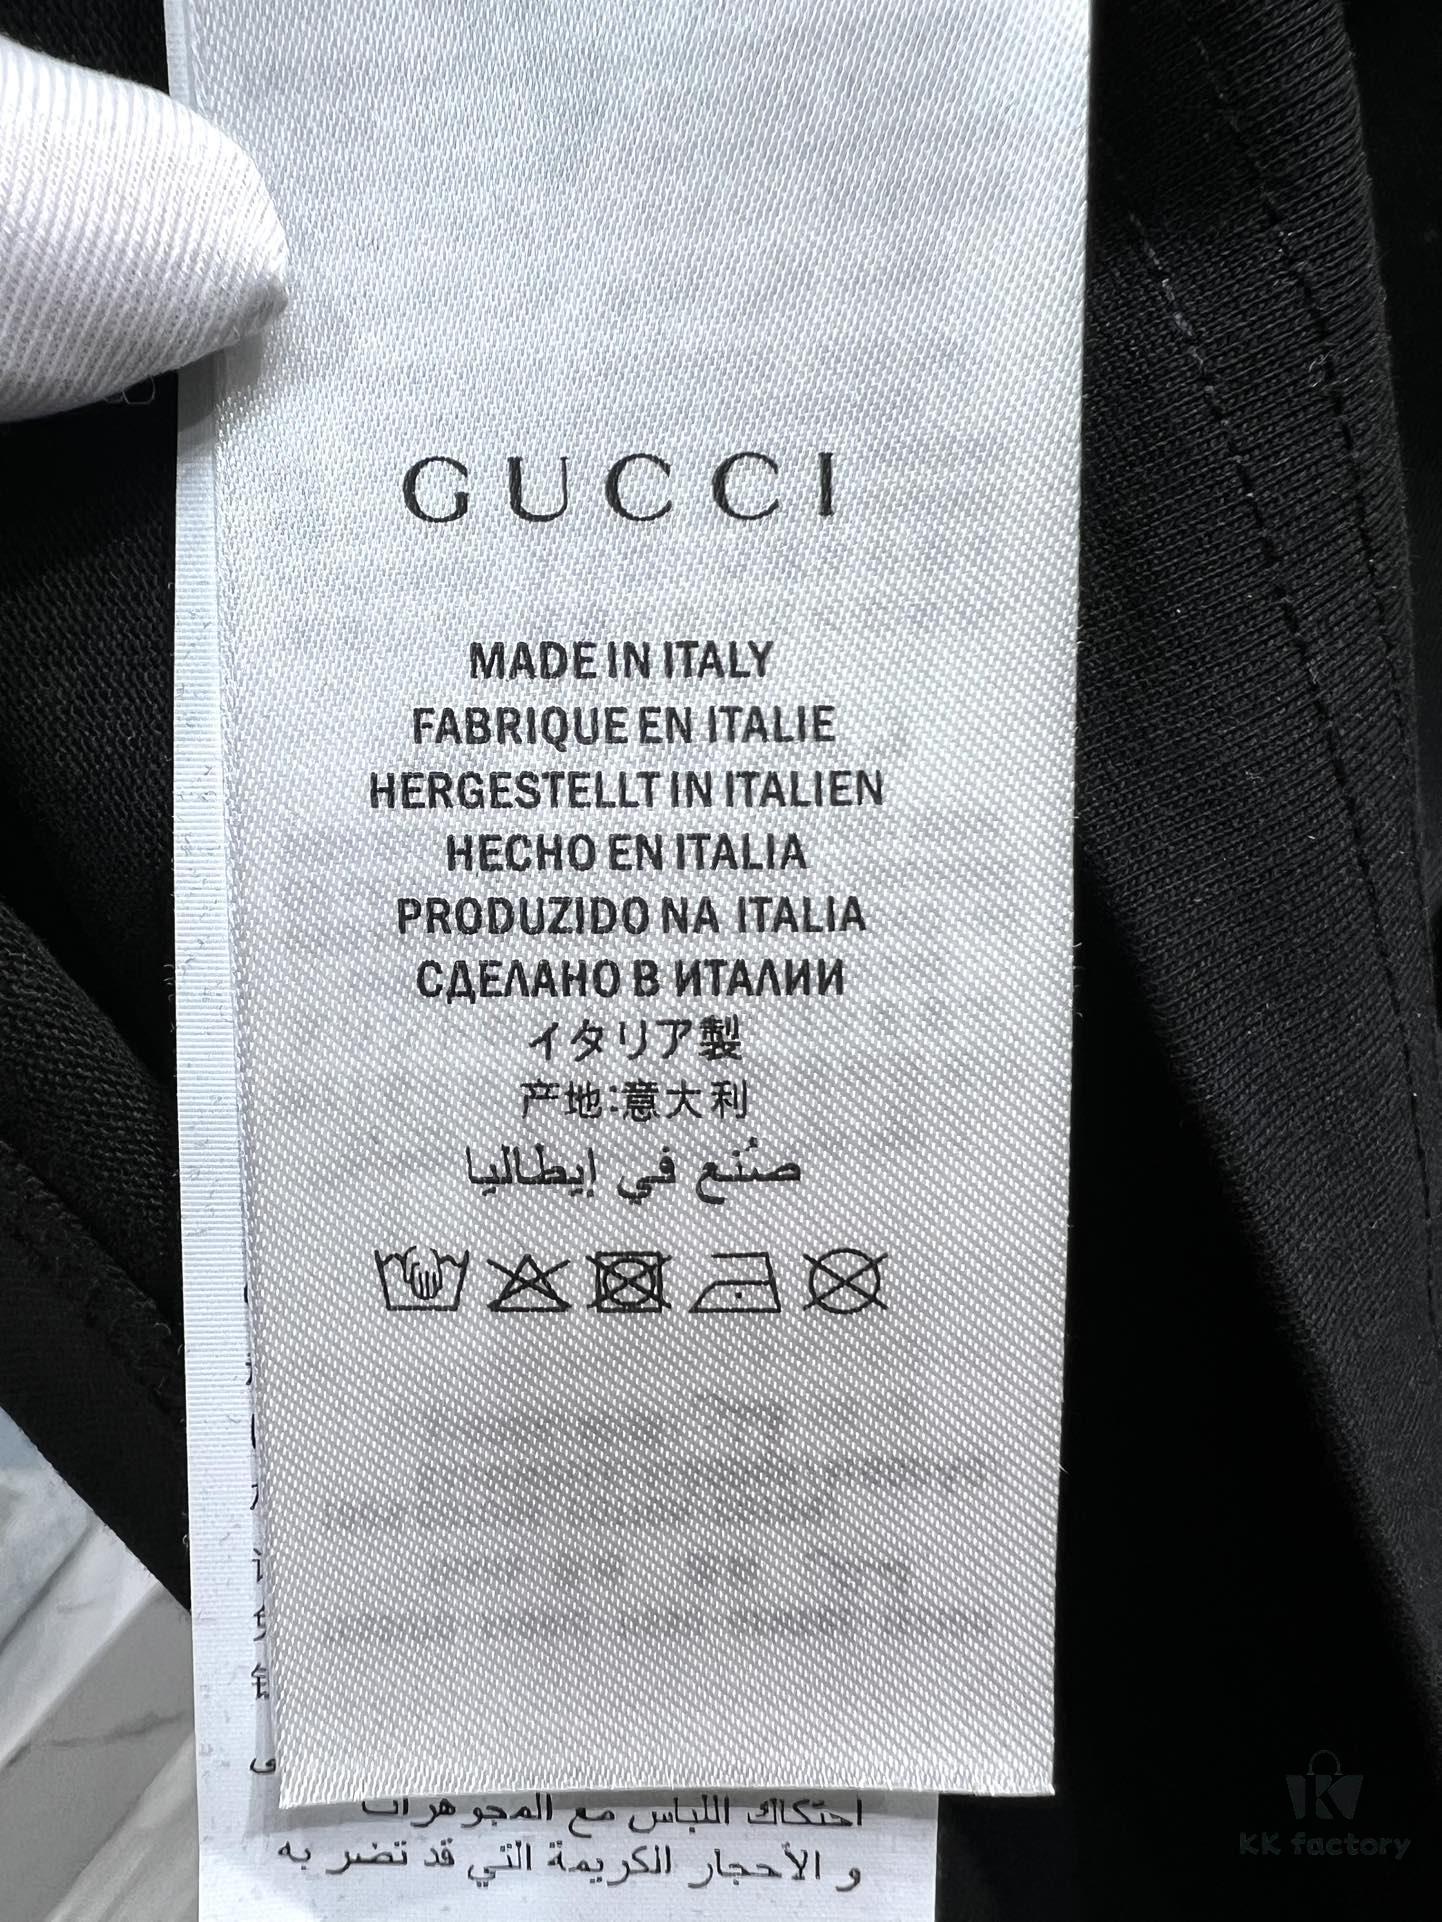 GUCCI
MADE IN ITALY
FABRIQUE EN ITALIE
HERGESTELLT IN ITALIEN
HECHO EN ITALIA
PRODUZIDO NA ITALIA
СДЕЛАНО В ИТАЛИИ
イタリア製
产地:意大利
صُنع في إيطاليا
احتكاك اللباس مع المجوهرات
و الأحجار الكريمة التي قد تضر به
KK factory